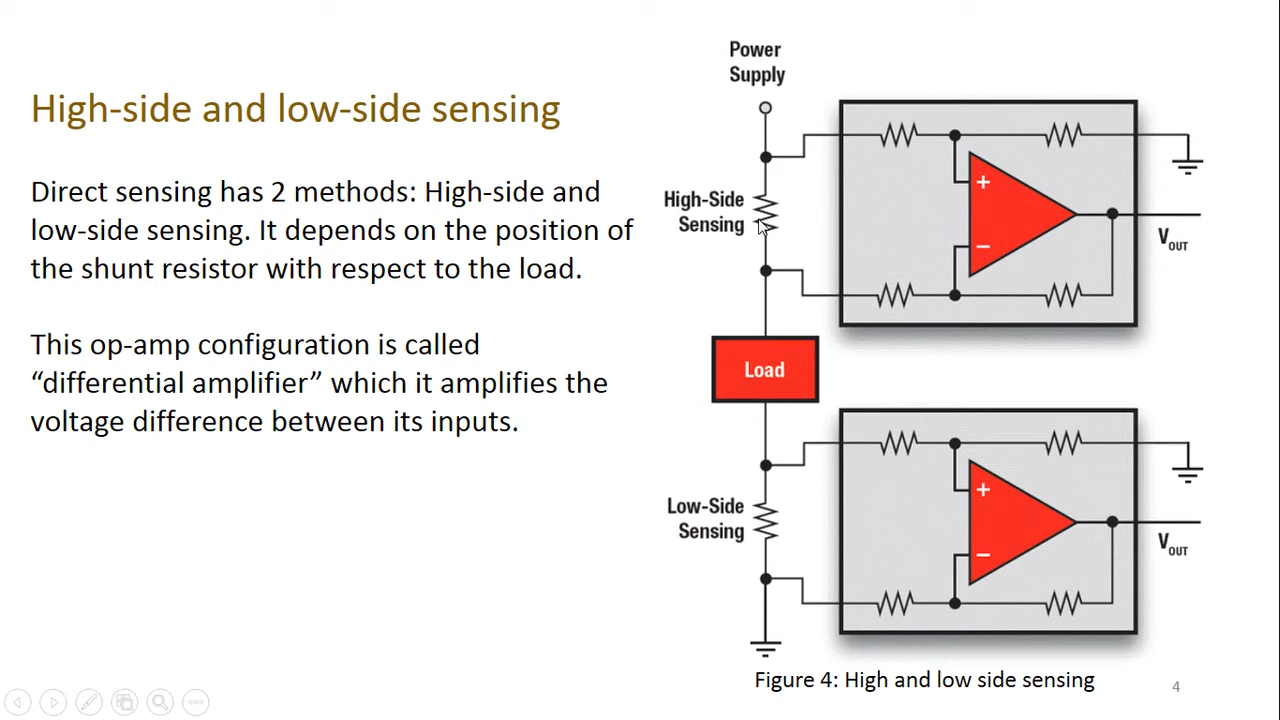 High-side and low-side sensing
Direct sensing has 2 methods: High-side and
low-side sensing. It depends on the position of
the shunt resistor with respect to the load.
This op-amp configuration is called
“differential amplifier” which it amplifies the
voltage difference between its inputs.
Power
Supply
High-Side
Sensing
+
−
VOUT
Load
Low-Side
Sensing
+
−
VOUT
Figure 4: High and low side sensing
4